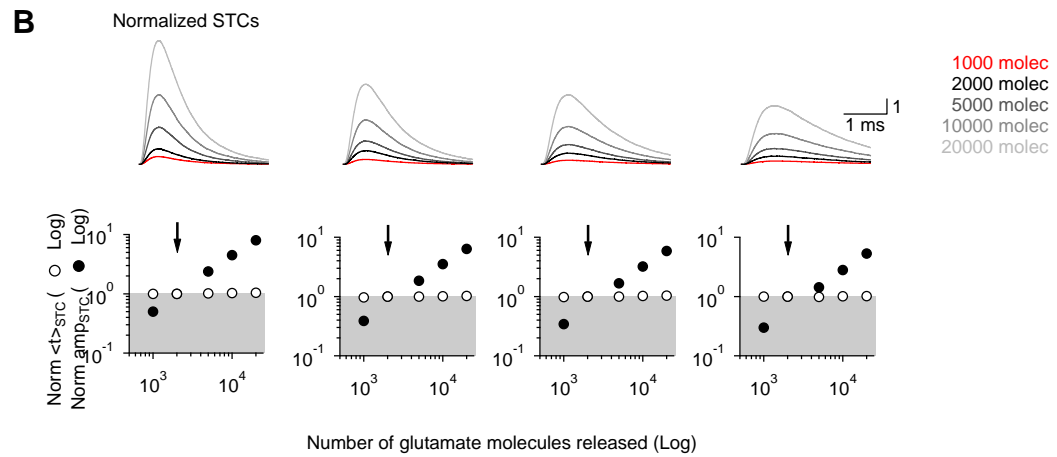 B
Normalized STCs
1000 molec
2000 molec
5000 molec
10000 molec
20000 molec
1
1 ms
Norm <t>STC ( Log)
Norm ampSTC ( Log)
10^1
10^0
10^-1
10^3 10^4
10^1
10^0
10^-1
10^3 10^4
10^1
10^0
10^-1
10^3 10^4
10^1
10^0
10^-1
10^3 10^4
Number of glutamate molecules released (Log)